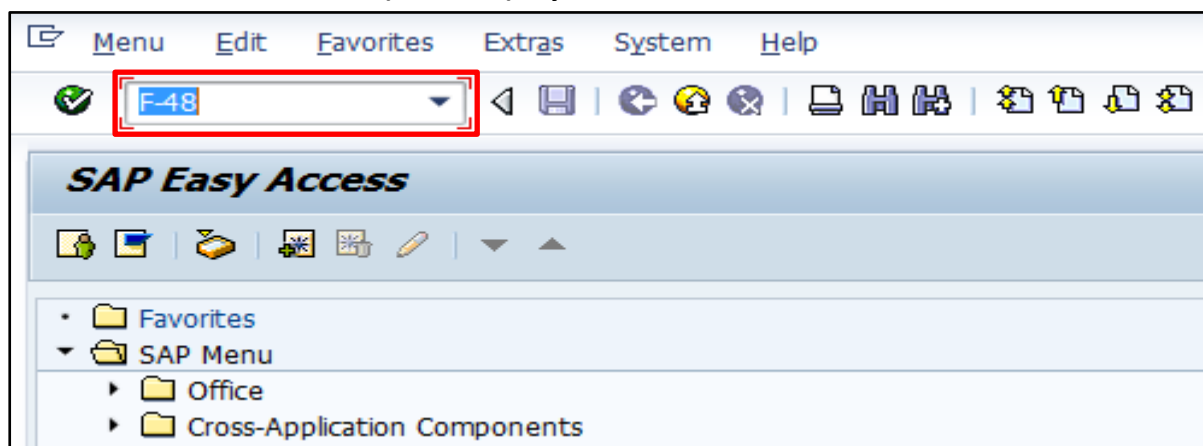 Menu Edit Favorites Extras System Help
F-48
SAP Easy Access
Favorites
SAP Menu
Office
Cross-Application Components